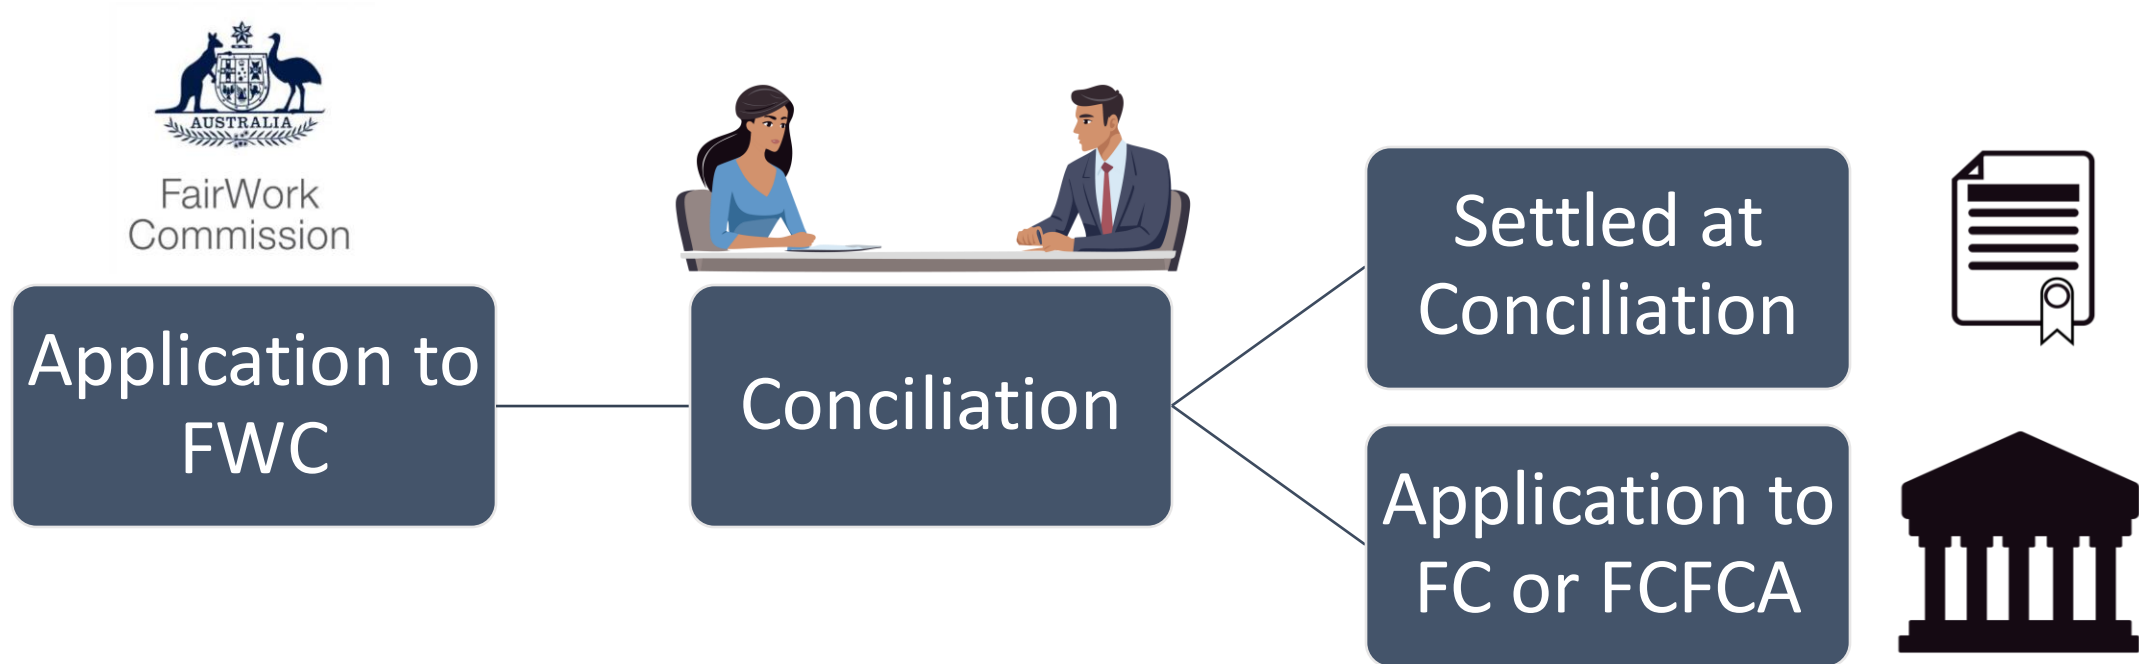 AUSTRALIA
FairWork
Commission
Application to
FWC
Conciliation
Settled at
Conciliation
Application to
FC or FCFCA